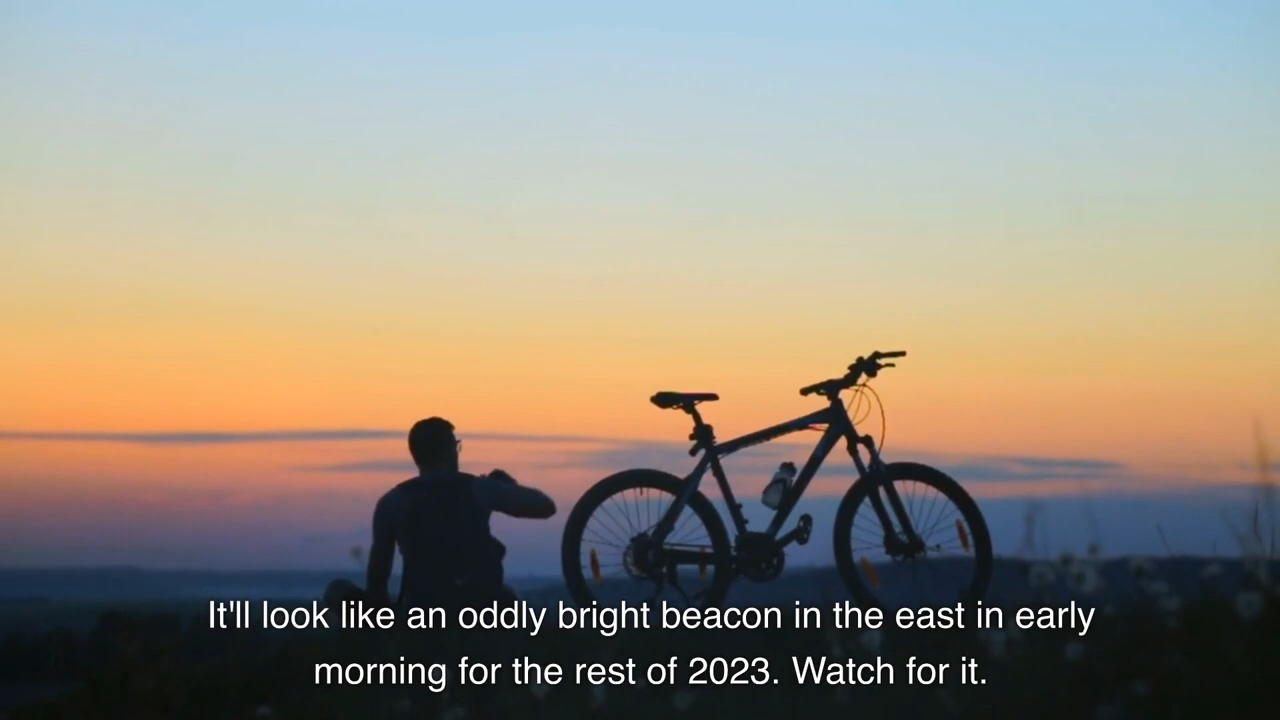 It'll look like an oddly bright beacon in the east in early
morning for the rest of 2023. Watch for it.